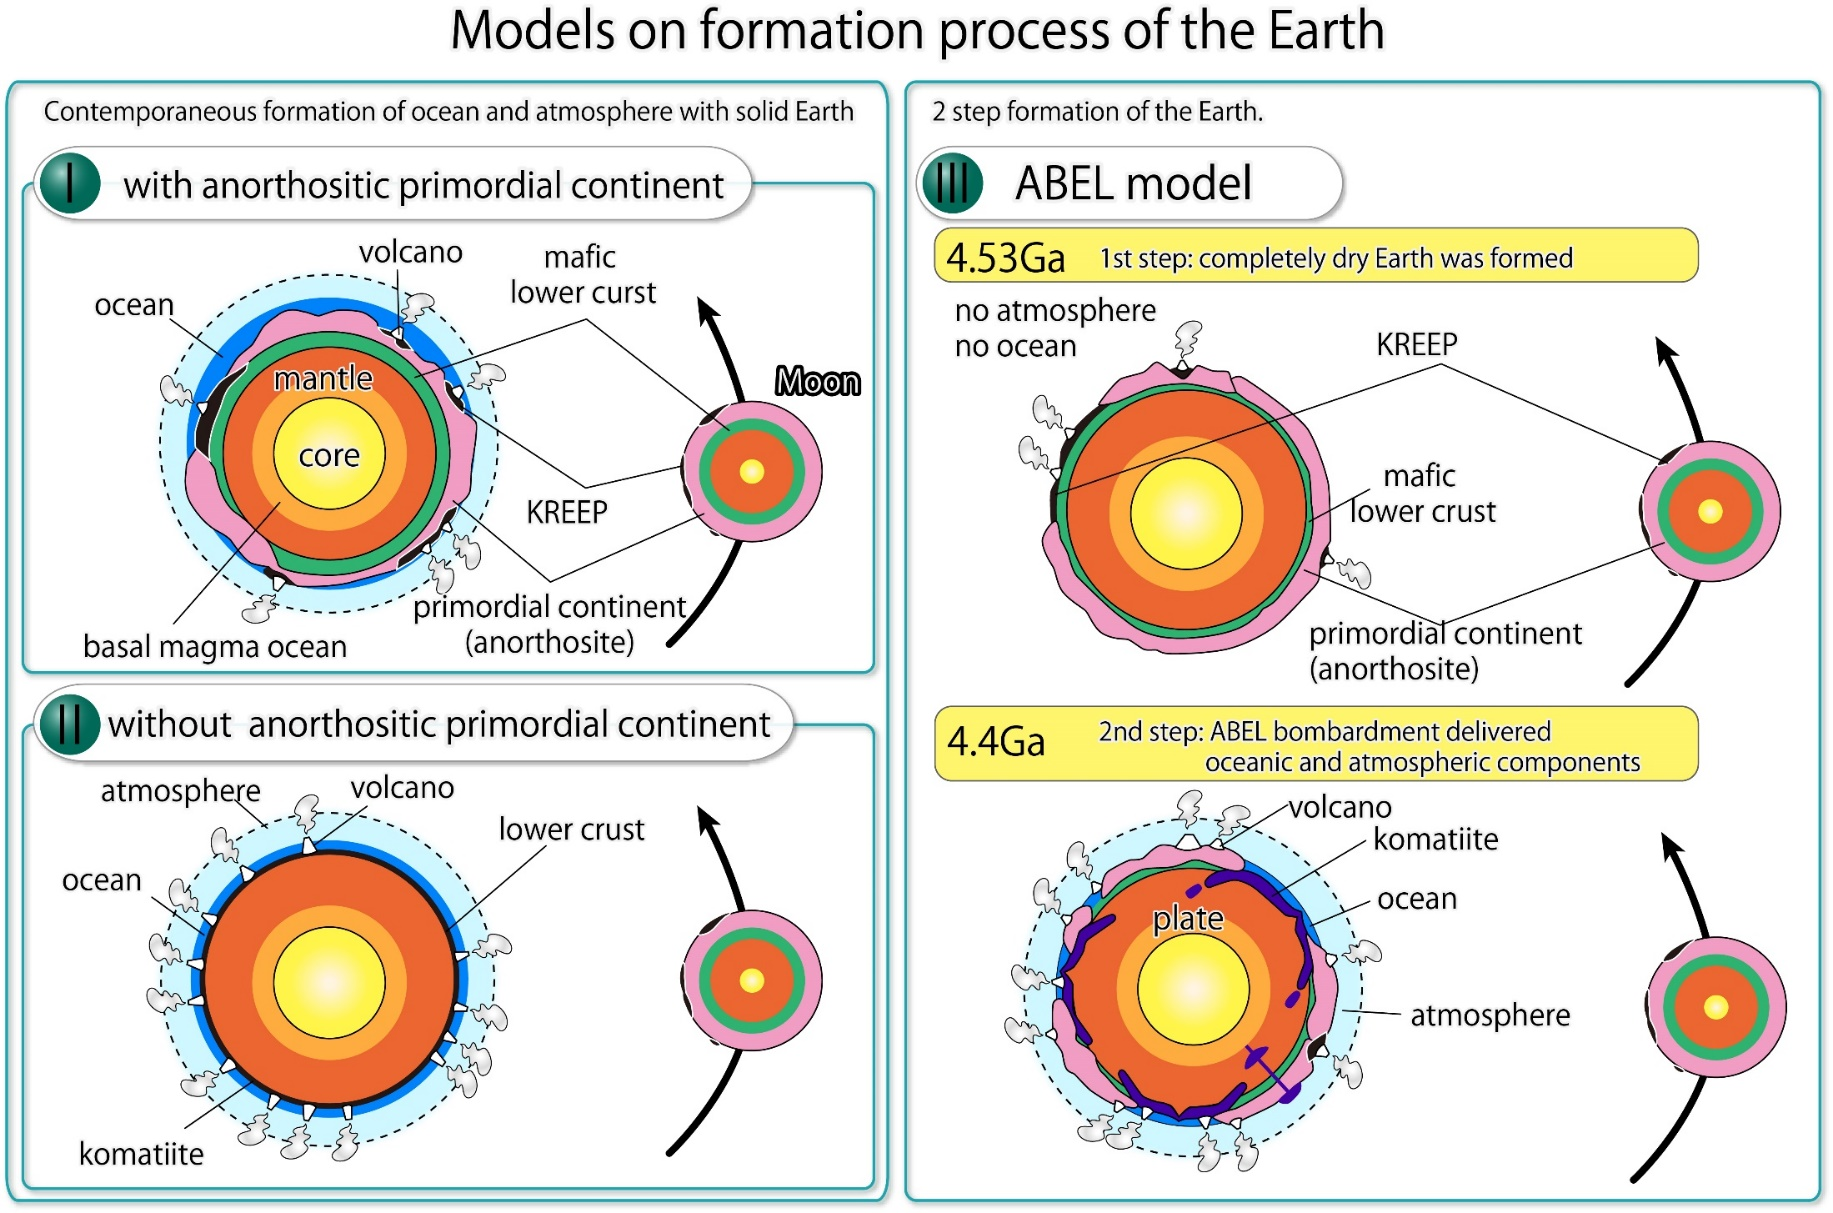 Models on formation process of the Earth
Contemporaneous formation of ocean and atmosphere with solid Earth
I with anorthositic primordial continent
volcano
mafic
lower curst
ocean
mantle
Moon
core
KREEP
primordial continent
(anorthosite)
basal magma ocean
II without anorthositic primordial continent
atmosphere
volcano
lower crust
ocean
komatiite
2 step formation of the Earth.
III ABEL model
4.53Ga 1st step: completely dry Earth was formed
no atmosphere
no ocean
KREEP
mafic
lower crust
primordial continent
(anorthosite)
4.4Ga 2nd step: ABEL bombardment delivered
oceanic and atmospheric components
volcano
komatiite
ocean
plate
atmosphere